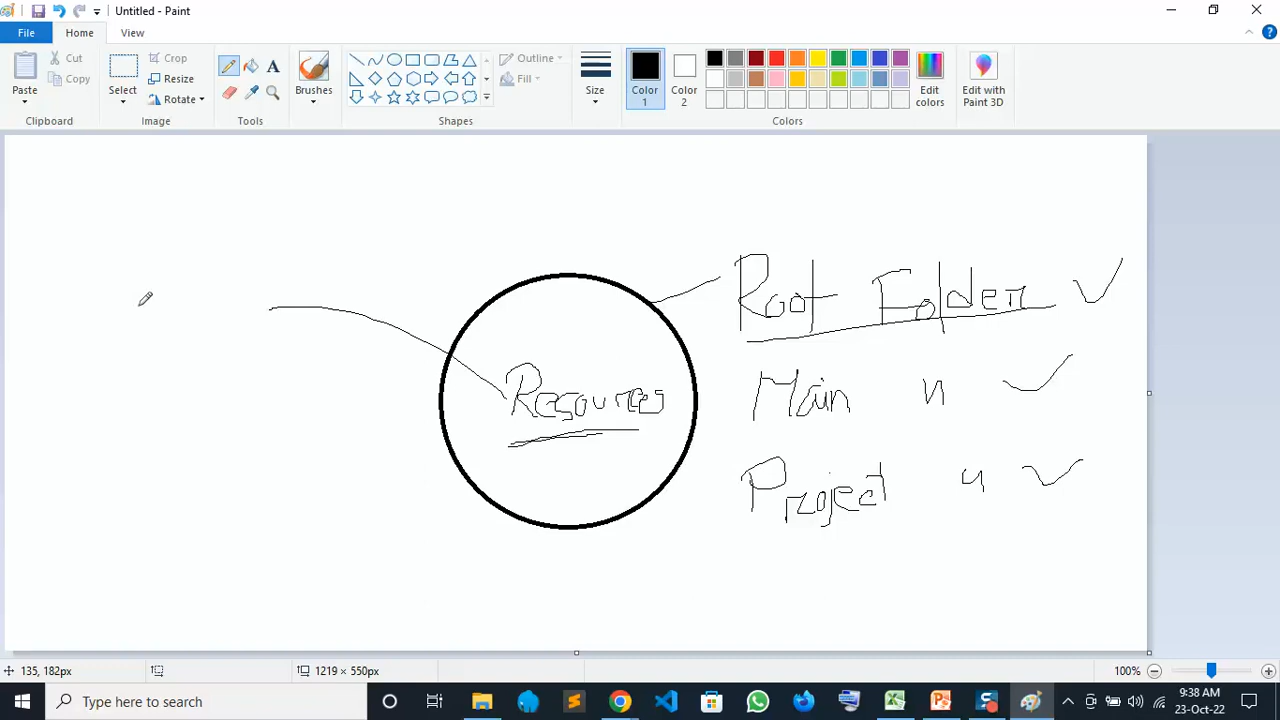 Untitled - Paint
File
Home
View
Paste
Cut
Copy
Clipboard
Select
Crop
Resize
Rotate
Image
Tools
Brushes
Outline
Fill
Shapes
Size
Color 1
Color 2
Edit colors
Edit with Paint 3D
Colors
Root Folder ✓
Resources
Main " ✓
Project " ✓
135, 182px
1219 × 550px
100%
Type here to search
9:38 AM
23-Oct-22